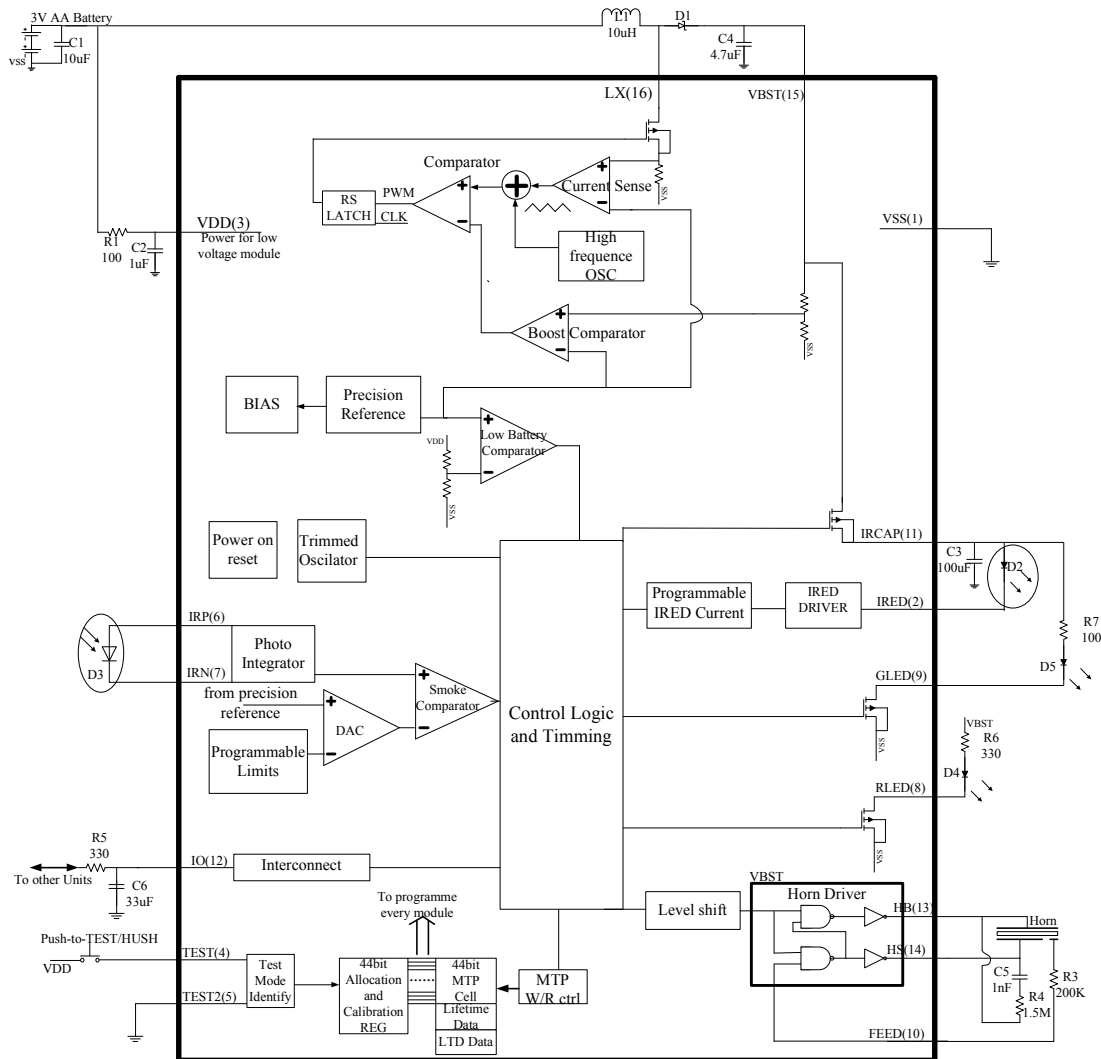 3V AA Battery
VSS
C1
10uF
L1
10uH
D1
C4
4.7uF
LX(16)
VBST(15)
Comparator
Current Sense
VSS
PWM
RS
LATCH
CLK
High
frequence
OSC
VDD(3)
Power for low
voltage module
R1
100
C2
1uF
VSS(1)
Boost Comparator
VSS
BIAS
Precision
Reference
VDD
Low Battery
Comparator
VSS
Power on
reset
Trimmed
Oscilator
IRCAP(11)
C3
100uF
D2
Programmable
IRED Current
IRED
DRIVER
IRED(2)
R7
100
D5
IRP(6)
Photo
Integrator
D3
IRN(7)
from precision
reference
DAC
Smoke
Comparator
Programmable
Limits
Control Logic
and Timming
GLED(9)
VSS
VBST
R6
330
D4
RLED(8)
VSS
R5
330
IO(12)
Interconnect
To other Units
C6
33uF
To programme
every module
VBST
Level shift
Horn Driver
HB(13)
Horn
HS(14)
C5
1nF
R4
1.5M
R3
200K
FEED(10)
Push-to-TEST/HUSH
VDD
TEST(4)
TEST2(5)
Test
Mode
Identify
44bit
Allocation
and
Calibration
REG
44bit
MTP
Cell
Lifetime
Data
LTD Data
MTP
W/R ctrl